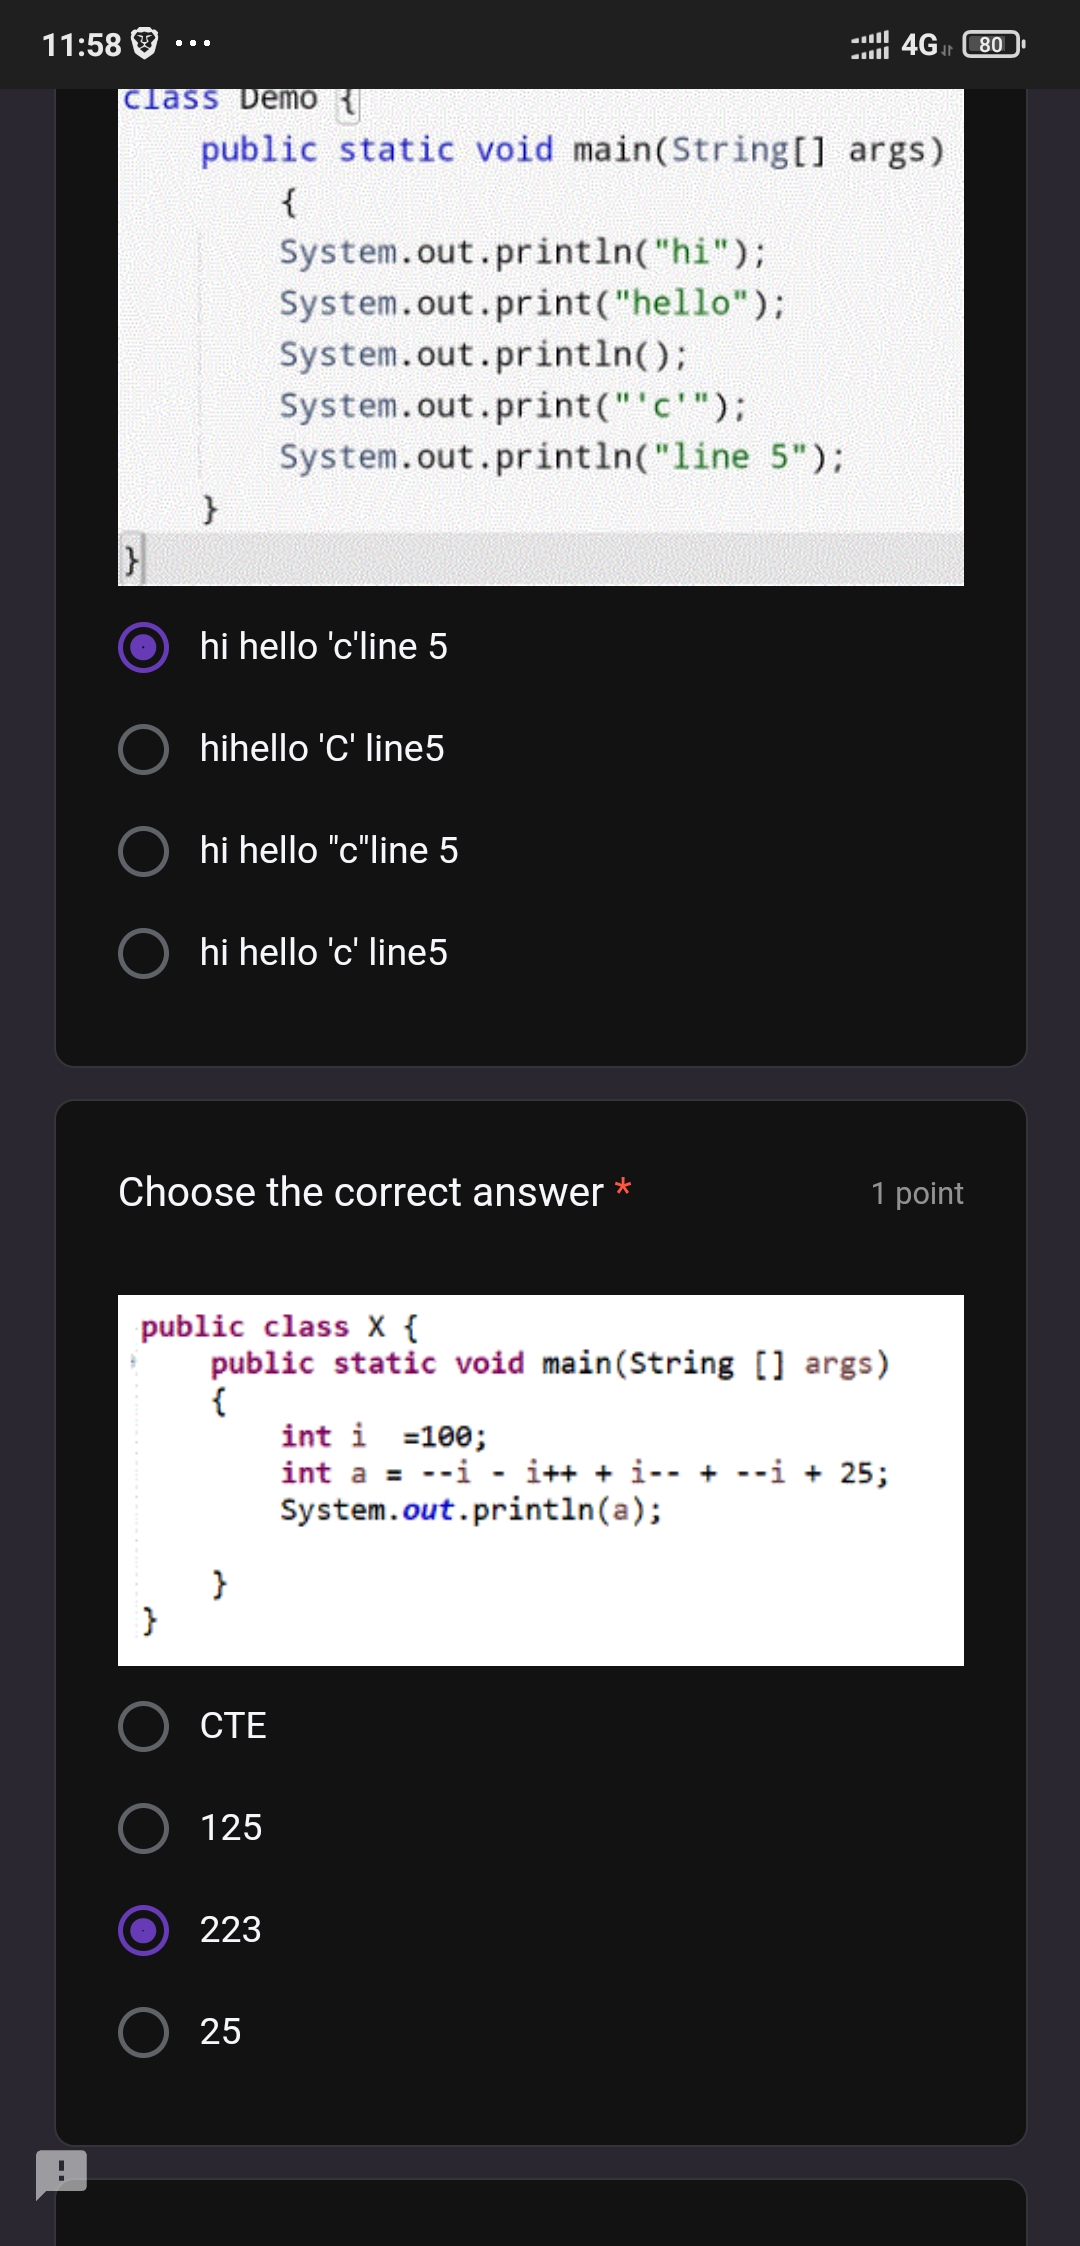 11:58 ... 4G 80
class Demo {
public static void main(String[] args)
{
System.out.println("hi");
System.out.print("hello");
System.out.println();
System.out.print("'c'");
System.out.println("line 5");
}
}
hi hello 'c'line 5
hihello 'C' line5
hi hello "c"line 5
hi hello 'c' line5
Choose the correct answer * 1 point
public class X {
public static void main(String [] args)
{
int i =100;
int a = --i - i++ + i-- + --i + 25;
System.out.println(a);
}
}
CTE
125
223
25